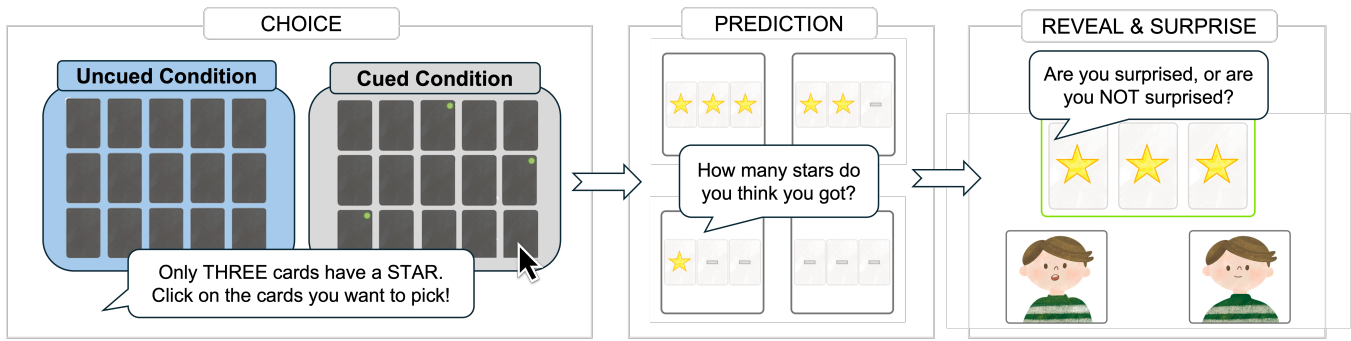 CHOICE
Uncued Condition
Cued Condition
Only THREE cards have a STAR.
Click on the cards you want to pick!
PREDICTION
How many stars do
you think you got?
REVEAL & SURPRISE
Are you surprised, or are
you NOT surprised?